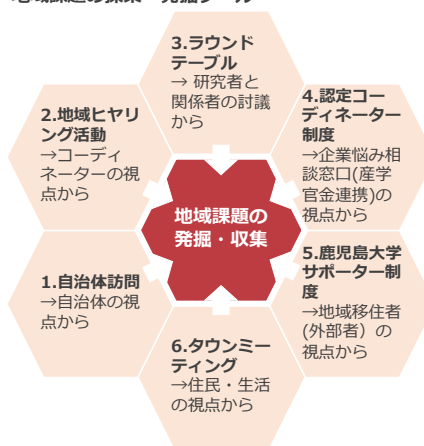 3.ラウンド
テーブル
→ 研究者と
関係者の討議
から
2.地域ヒヤリ
ング活動
→コーディ
ネーターの視
点から
4.認定コー
ディネーター
制度
→企業悩み相
談窓口(産学
官金連携)の
視点から
地域課題の
発掘・収集
1.自治体訪問
→自治体の視
点から
5.鹿児島大学
サポーター制
度
→地域移住者
(外部者）の
視点から
6.タウンミー
ティング
→住民・生活
の視点から